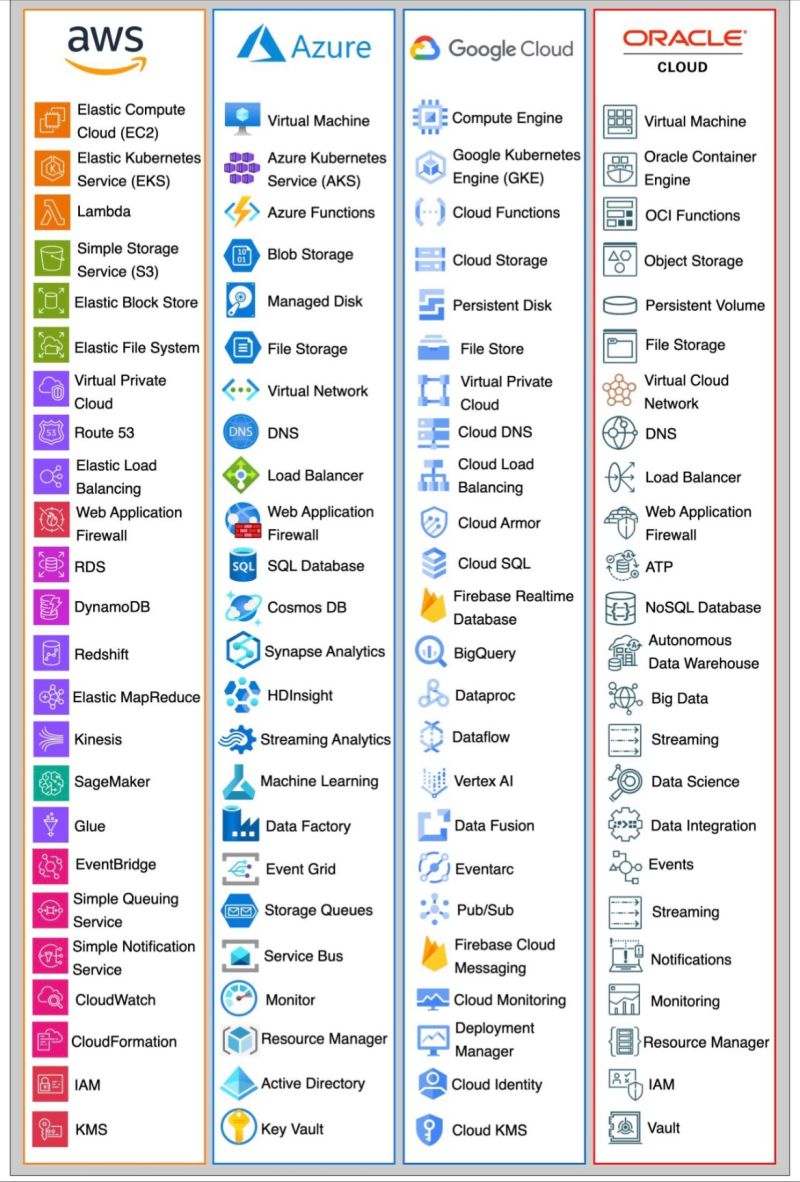 aws
Azure
Google Cloud
ORACLE
CLOUD
Elastic Compute
Cloud (EC2)
Virtual Machine
Compute Engine
Virtual Machine
Elastic Kubernetes
Service (EKS)
Azure Kubernetes
Service (AKS)
Google Kubernetes
Engine (GKE)
Oracle Container
Engine
Lambda
Azure Functions
Cloud Functions
OCI Functions
Simple Storage
Service (S3)
10
01
Blob Storage
Cloud Storage
Object Storage
Elastic Block Store
Managed Disk
Persistent Disk
Persistent Volume
Elastic File System
File Storage
File Store
File Storage
Virtual Private
Cloud
Virtual Network
Virtual Private
Cloud
Virtual Cloud
Network
53
Route 53
DNS
DNS
Cloud DNS
DNS
Elastic Load
Balancing
Load Balancer
Cloud Load
Balancing
Load Balancer
Web Application
Firewall
Web Application
Firewall
Cloud Armor
Web Application
Firewall
RDS
SQL
SQL Database
Cloud SQL
ATP
DynamoDB
Cosmos DB
Firebase Realtime
Database
NoSQL Database
Redshift
Synapse Analytics
BigQuery
Autonomous
Data Warehouse
Elastic MapReduce
HDInsight
Dataproc
Big Data
Kinesis
Streaming Analytics
Dataflow
Streaming
SageMaker
Machine Learning
Vertex AI
Data Science
Glue
Data Factory
Data Fusion
Data Integration
EventBridge
Event Grid
Eventarc
Events
Simple Queuing
Service
Storage Queues
Pub/Sub
Streaming
Simple Notification
Service
Service Bus
Firebase Cloud
Messaging
Notifications
CloudWatch
Monitor
Cloud Monitoring
Monitoring
CloudFormation
Resource Manager
Deployment
Manager
Resource Manager
IAM
Active Directory
Cloud Identity
IAM
KMS
Key Vault
Cloud KMS
Vault